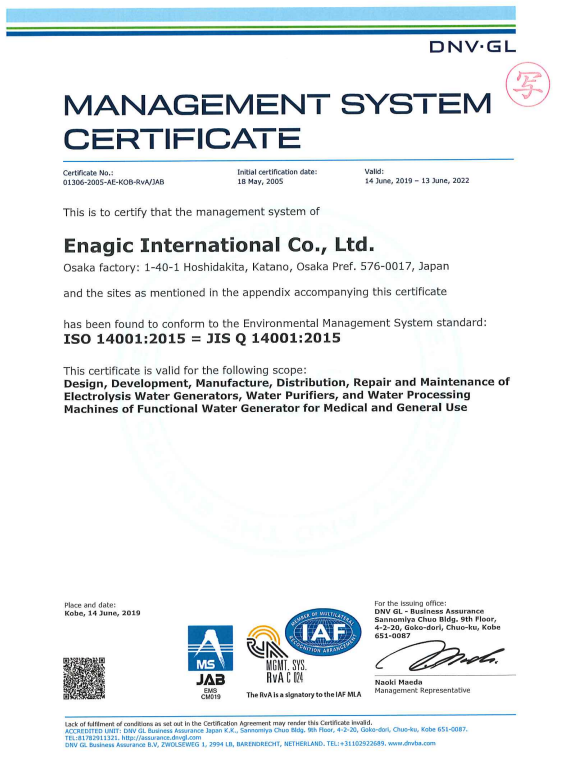 DNV·GL
写
MANAGEMENT SYSTEM
CERTIFICATE
Certificate No.:
01306-2005-AE-KOB-RvA/JAB
Initial certification date:
18 May, 2005
Valid:
14 June, 2019 – 13 June, 2022
This is to certify that the management system of
Enagic International Co., Ltd.
Osaka factory: 1-40-1 Hoshidakita, Katano, Osaka Pref. 576-0017, Japan
and the sites as mentioned in the appendix accompanying this certificate
has been found to conform to the Environmental Management System standard:
ISO 14001:2015 = JIS Q 14001:2015
This certificate is valid for the following scope:
Design, Development, Manufacture, Distribution, Repair and Maintenance of
Electrolysis Water Generators, Water Purifiers, and Water Processing
Machines of Functional Water Generator for Medical and General Use
Place and date:
Kobe, 14 June, 2019
MS
JAB
EMS
CM019
RvA
MGMT. SYS.
RvA C 024
MEMBER OF MULTILATERAL
IAF
RECOGNITION ARRANGEMENT
The RvA is a signatory to the IAF MLA
For the issuing office:
DNV GL - Business Assurance
Sannomiya Chuo Bldg. 9th Floor,
4-2-20, Goko-dori, Chuo-ku, Kobe
651-0087
Naoki Maeda
Management Representative
Lack of fulfilment of conditions as set out in the Certification Agreement may render this Certificate invalid.
ACCREDITED UNIT: DNV GL Business Assurance Japan K.K., Sannomiya Chuo Bldg. 9th Floor, 4-2-20, Goko-dori, Chuo-ku, Kobe 651-0087.
TEL:81782911321. http://assurance.dnvgl.com
DNV GL Business Assurance B.V, ZWOLSEWEG 1, 2994 LB, BARENDRECHT, NETHERLAND. TEL:+31102922689. www.dnvba.com